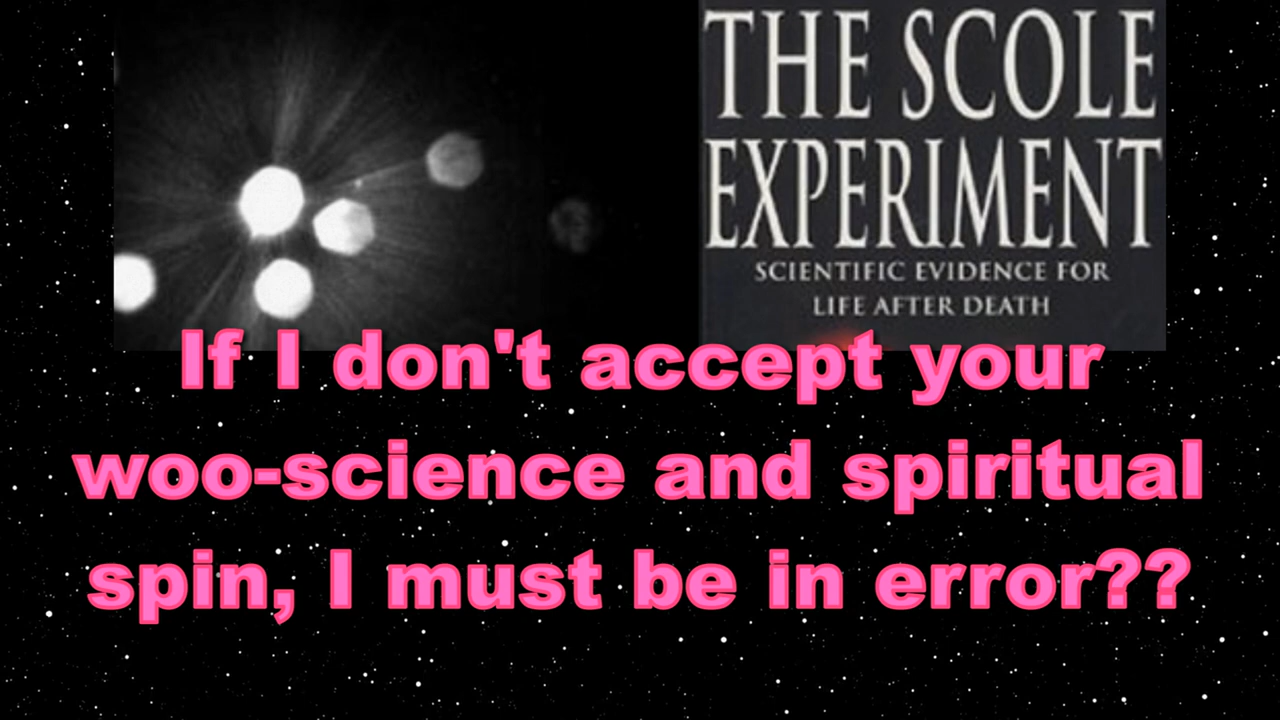 THE SCOLE
EXPERIMENT
SCIENTIFIC EVIDENCE FOR
LIFE AFTER DEATH
If I don't accept your
woo-science and spiritual
spin, I must be in error??